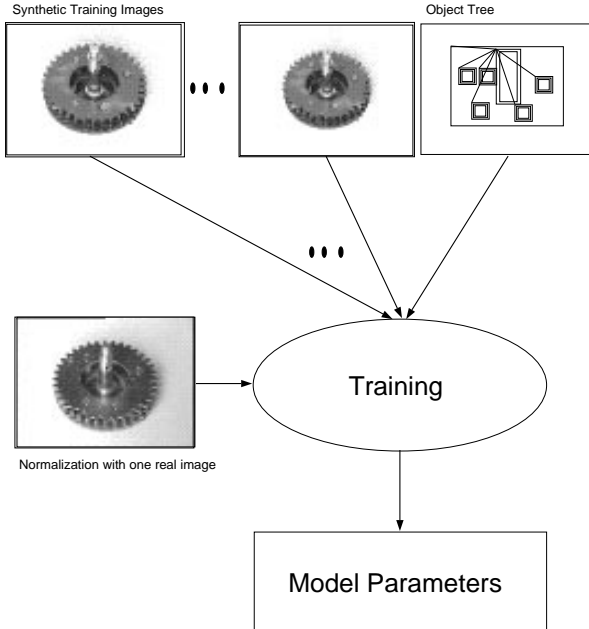 Synthetic Training Images
Object Tree
Training
Normalization with one real image
Model Parameters